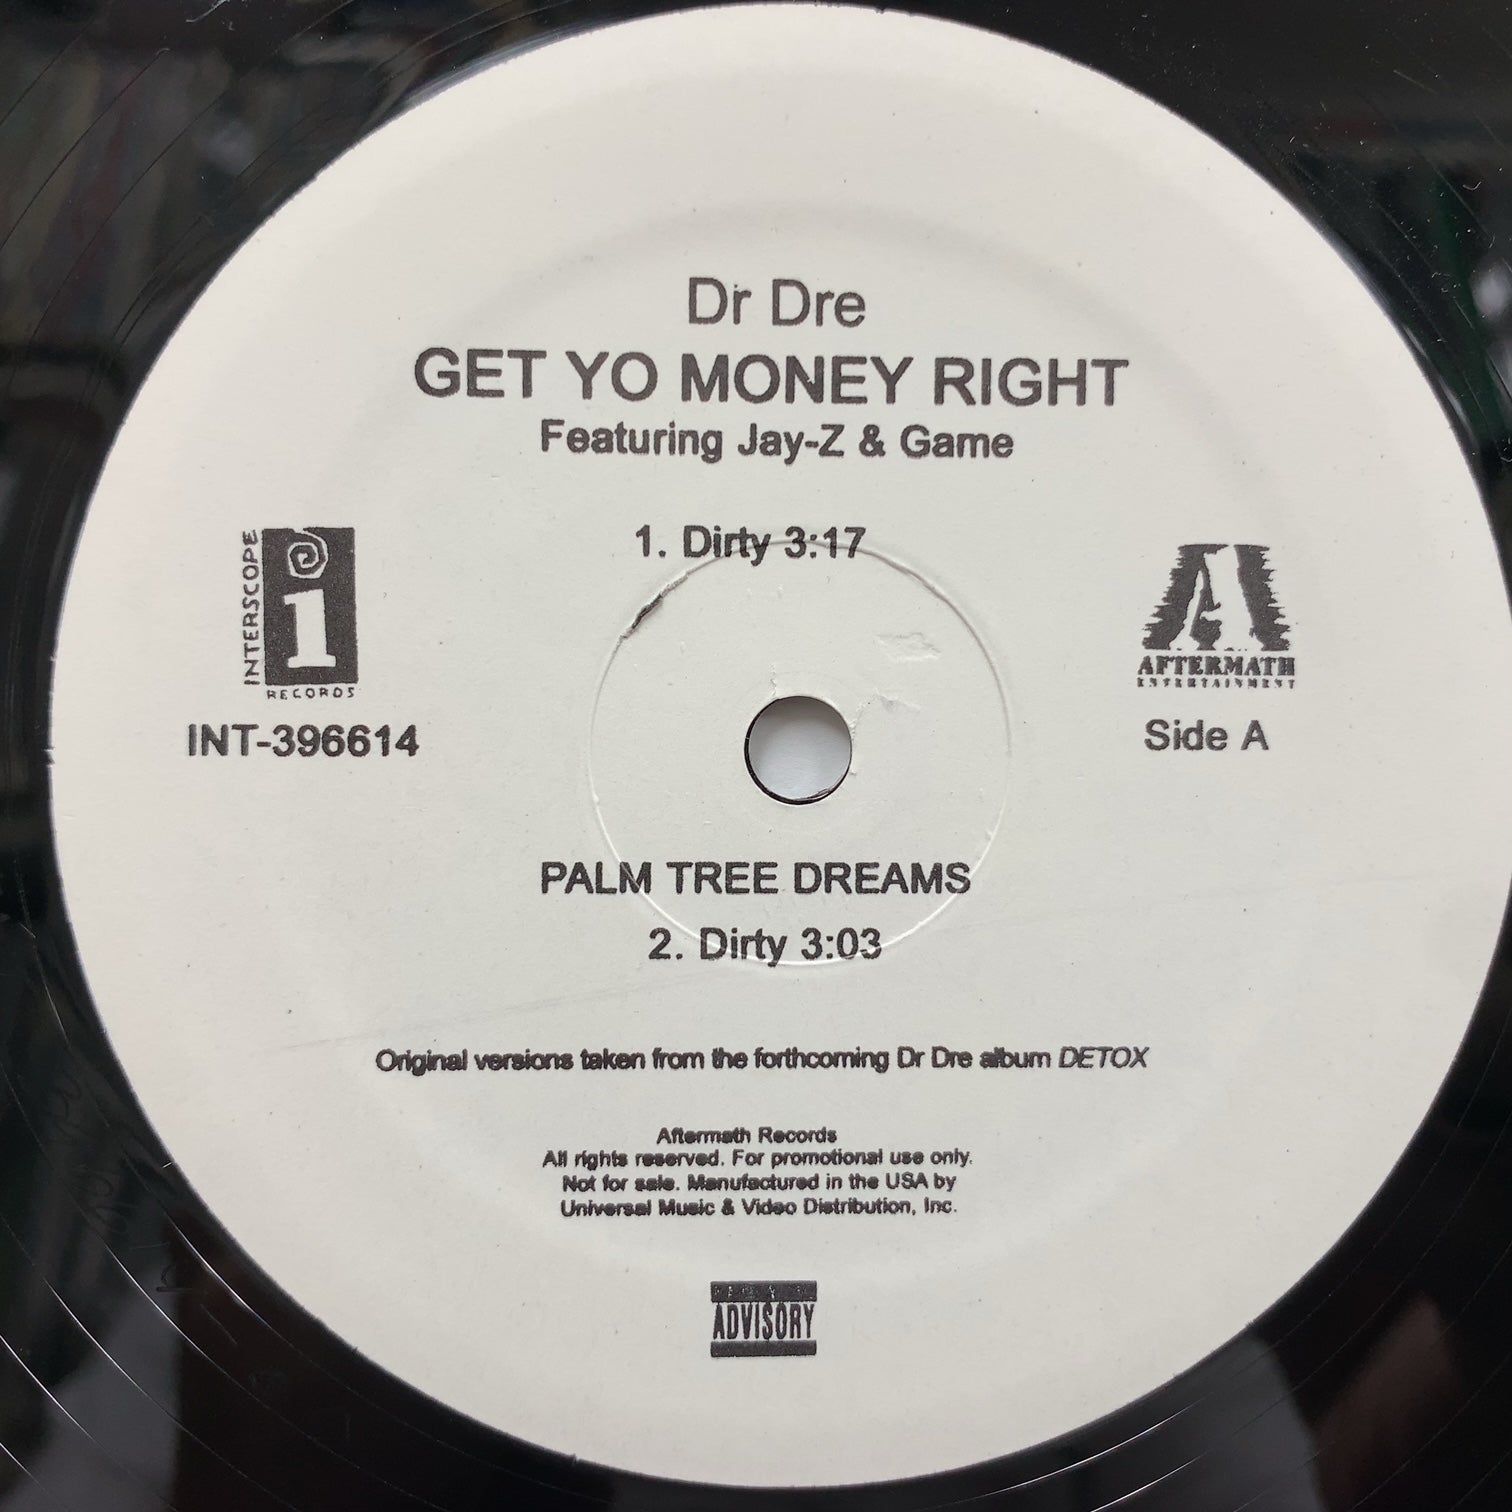 Dr Dre
GET YO MONEY RIGHT
Featuring Jay-Z & Game
1. Dirty 3:17
INTERSCOPE
i
RECORDS
INT-396614
A
AFTERMATH
ENTERTAINMENT
Side A
PALM TREE DREAMS
2. Dirty 3:03
Original versions taken from the forthcoming Dr Dre album DETOX
Aftermath Records
All rights reserved. For promotional use only.
Not for sale. Manufactured in the USA by
Universal Music & Video Distribution, Inc.
ADVISORY